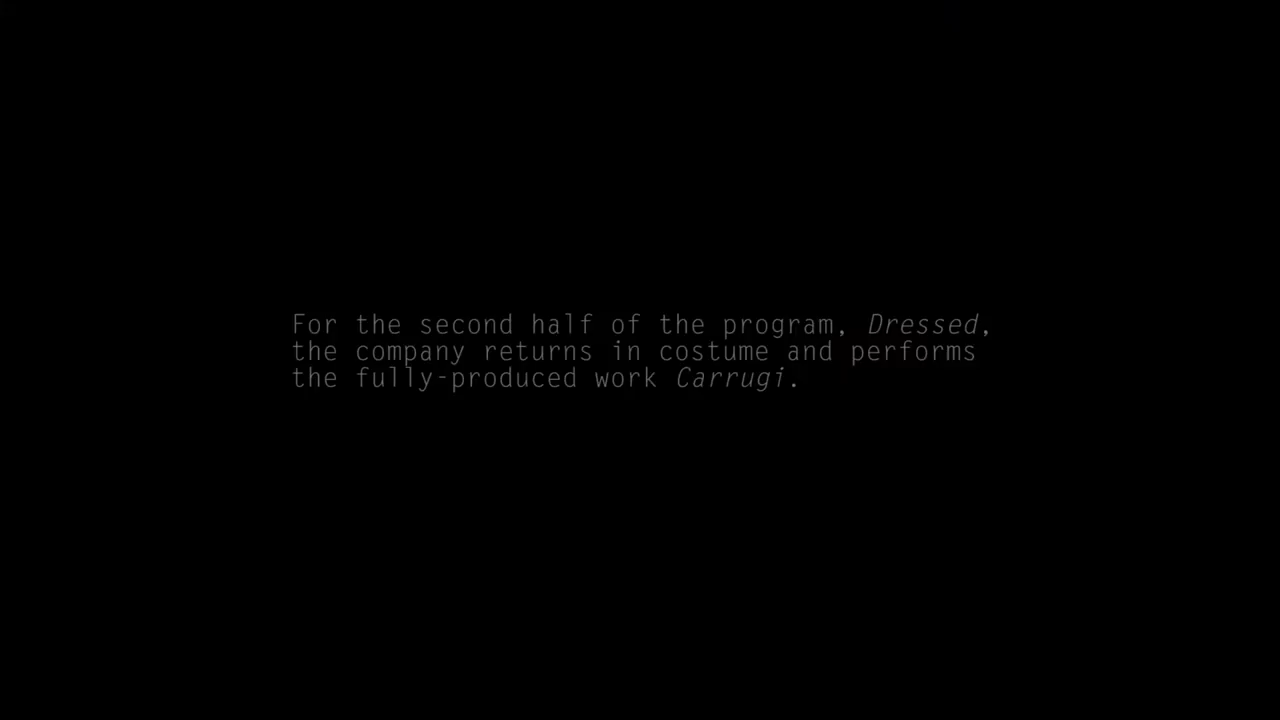 For the second half of the program, Dressed,
the company returns in costume and performs
the fully-produced work Carrugi.